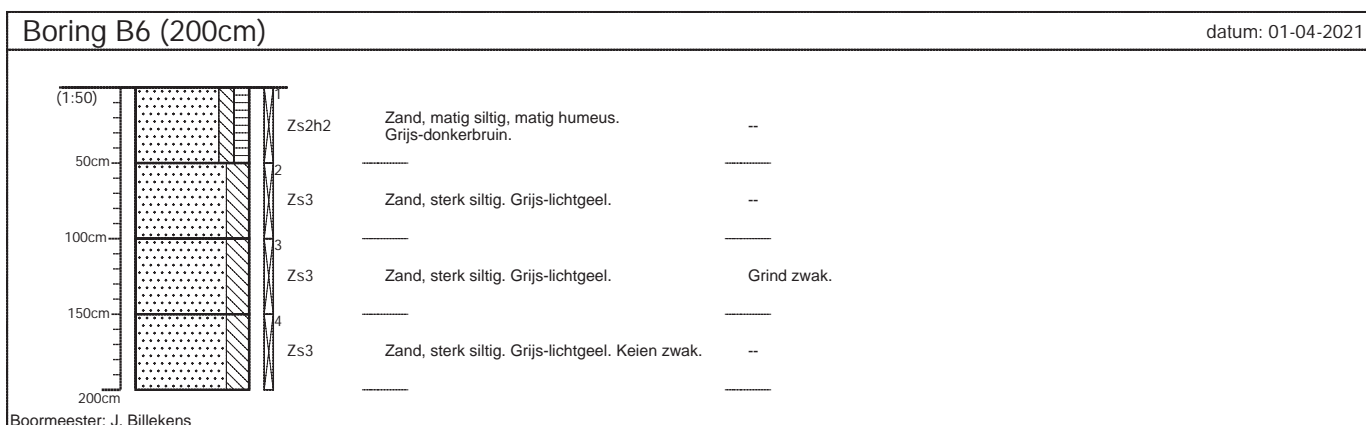 Boring B6 (200cm)
datum: 01-04-2021
(1:50)
1
Zs2h2
Zand, matig siltig, matig humeus.
Grijs-donkerbruin.
--
50cm
2
Zs3
Zand, sterk siltig. Grijs-lichtgeel.
--
100cm
3
Zs3
Zand, sterk siltig. Grijs-lichtgeel.
Grind zwak.
150cm
4
Zs3
Zand, sterk siltig. Grijs-lichtgeel. Keien zwak.
--
200cm
Boormeester: J. Billekens